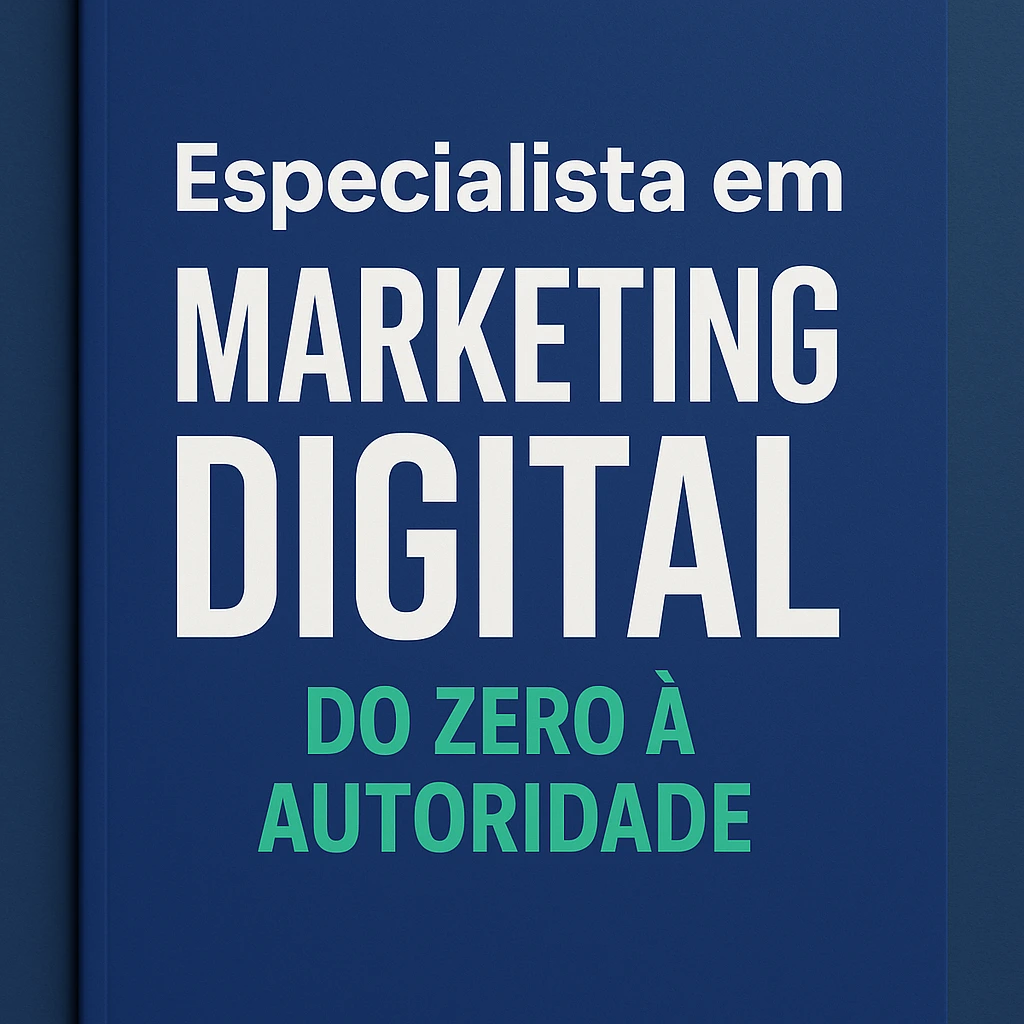 Especialista em
MARKETING
DIGITAL
DO ZERO À
AUTORIDADE